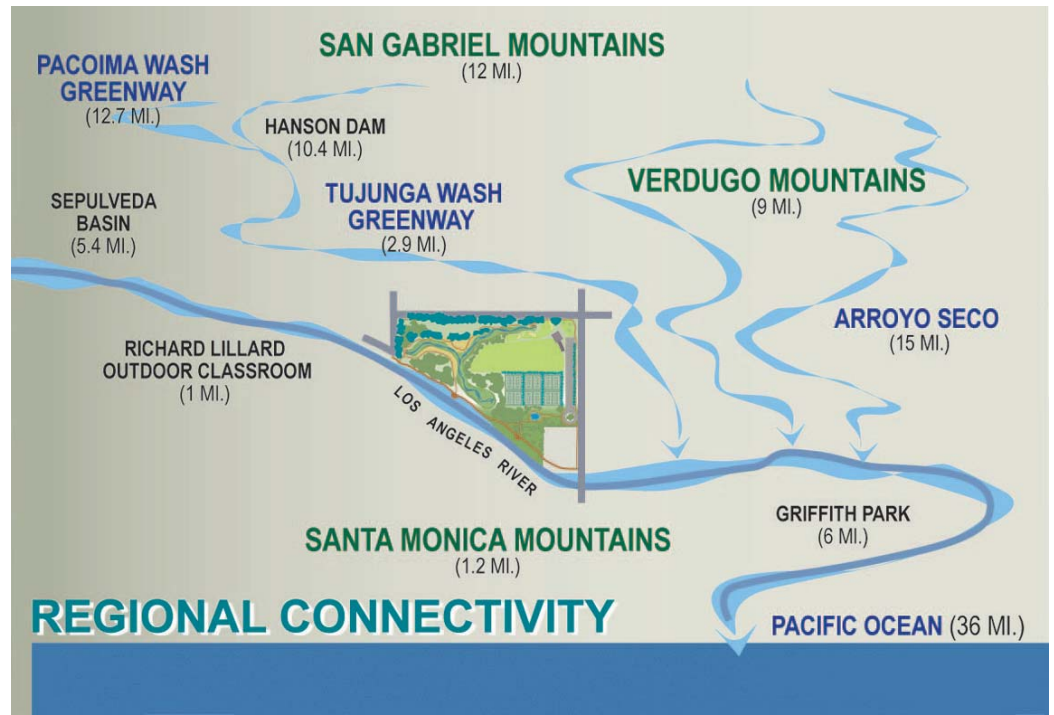 SAN GABRIEL MOUNTAINS
(12 MI.)
PACOIMA WASH
GREENWAY
(12.7 MI.)
HANSON DAM
(10.4 MI.)
VERDUGO MOUNTAINS
(9 MI.)
TUJUNGA WASH
GREENWAY
(2.9 MI.)
SEPULVEDA
BASIN
(5.4 MI.)
ARROYO SECO
(15 MI.)
RICHARD LILLARD
OUTDOOR CLASSROOM
(1 MI.)
LOS ANGELES RIVER
GRIFFITH PARK
(6 MI.)
SANTA MONICA MOUNTAINS
(1.2 MI.)
REGIONAL CONNECTIVITY
PACIFIC OCEAN (36 MI.)